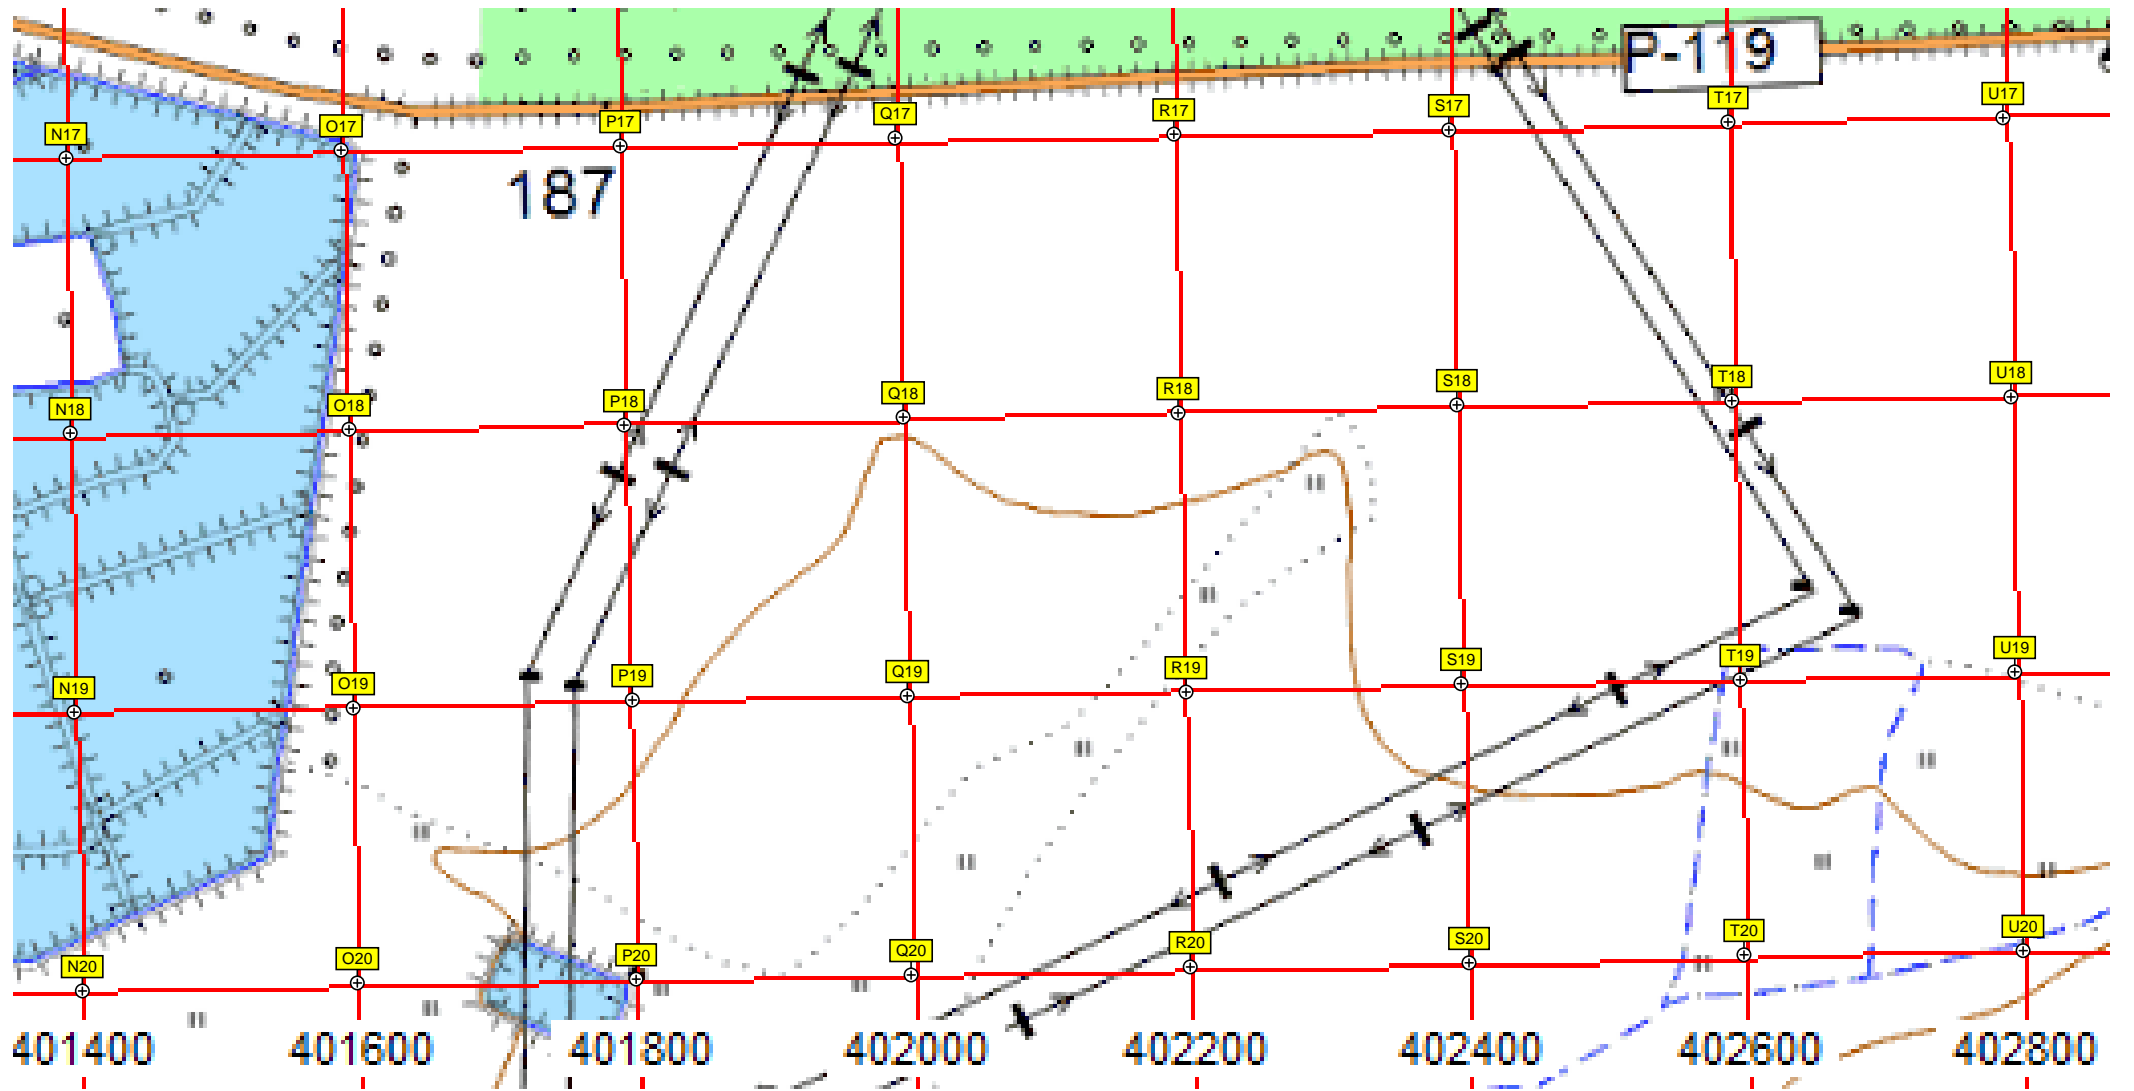 P-119
N17 O17 P17 Q17 R17 S17 T17 U17
187
N18 O18 P18 Q18 R18 S18 T18 U18
N19 O19 P19 Q19 R19 S19 T19 U19
N20 O20 P20 Q20 R20 S20 T20 U20
401400 401600 401800 402000 402200 402400 402600 402800